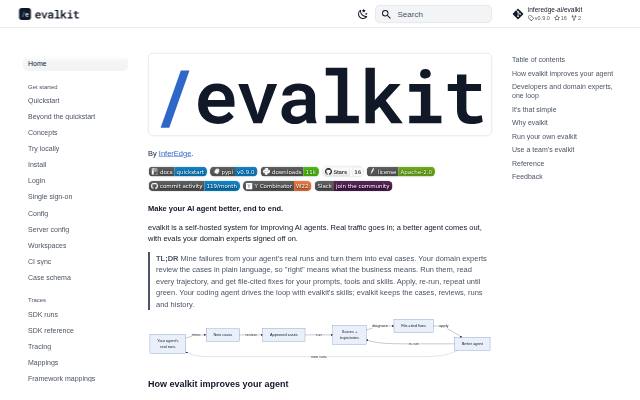 evalkit
Search
inferedge-ai/evalkit
v0.9.0 16 2
Home
Get started
Quickstart
Beyond the quickstart
Concepts
Try locally
Install
Login
Single sign-on
Config
Server config
Workspaces
CI sync
Case schema
Traces
SDK runs
SDK reference
Tracing
Mappings
Framework mappings
/evalkit
By InferEdge.
docs quickstart pypi v0.9.0 downloads 11k Stars 16 license Apache-2.0
commit activity 119/month Y Combinator W22 Slack join the community
Make your AI agent better, end to end.
evalkit is a self-hosted system for improving AI agents. Real traffic goes in; a better agent comes out,
with evals your domain experts signed off on.
TL;DR Mine failures from your agent's real runs and turn them into eval cases. Your domain experts
review the cases in plain language, so "right" means what the business means. Run them, read
every trajectory, and get file-cited fixes for your prompts, tools, and skills. Apply, re-run, repeat until
green. Your coding agent drives the loop with evalkit's skills; evalkit keeps the cases, reviews, runs
and history.
Your agent's
real runs
New cases
review
Approved cases
run
Scores +
trajectories
diagnose
File-cited fixes
apply
Better agent
re-run
new runs
How evalkit improves your agent
Table of contents
How evalkit improves your agent
Developers and domain experts,
one loop
It's that simple
Why evalkit
Run your own evalkit
Use a team's evalkit
Reference
Feedback